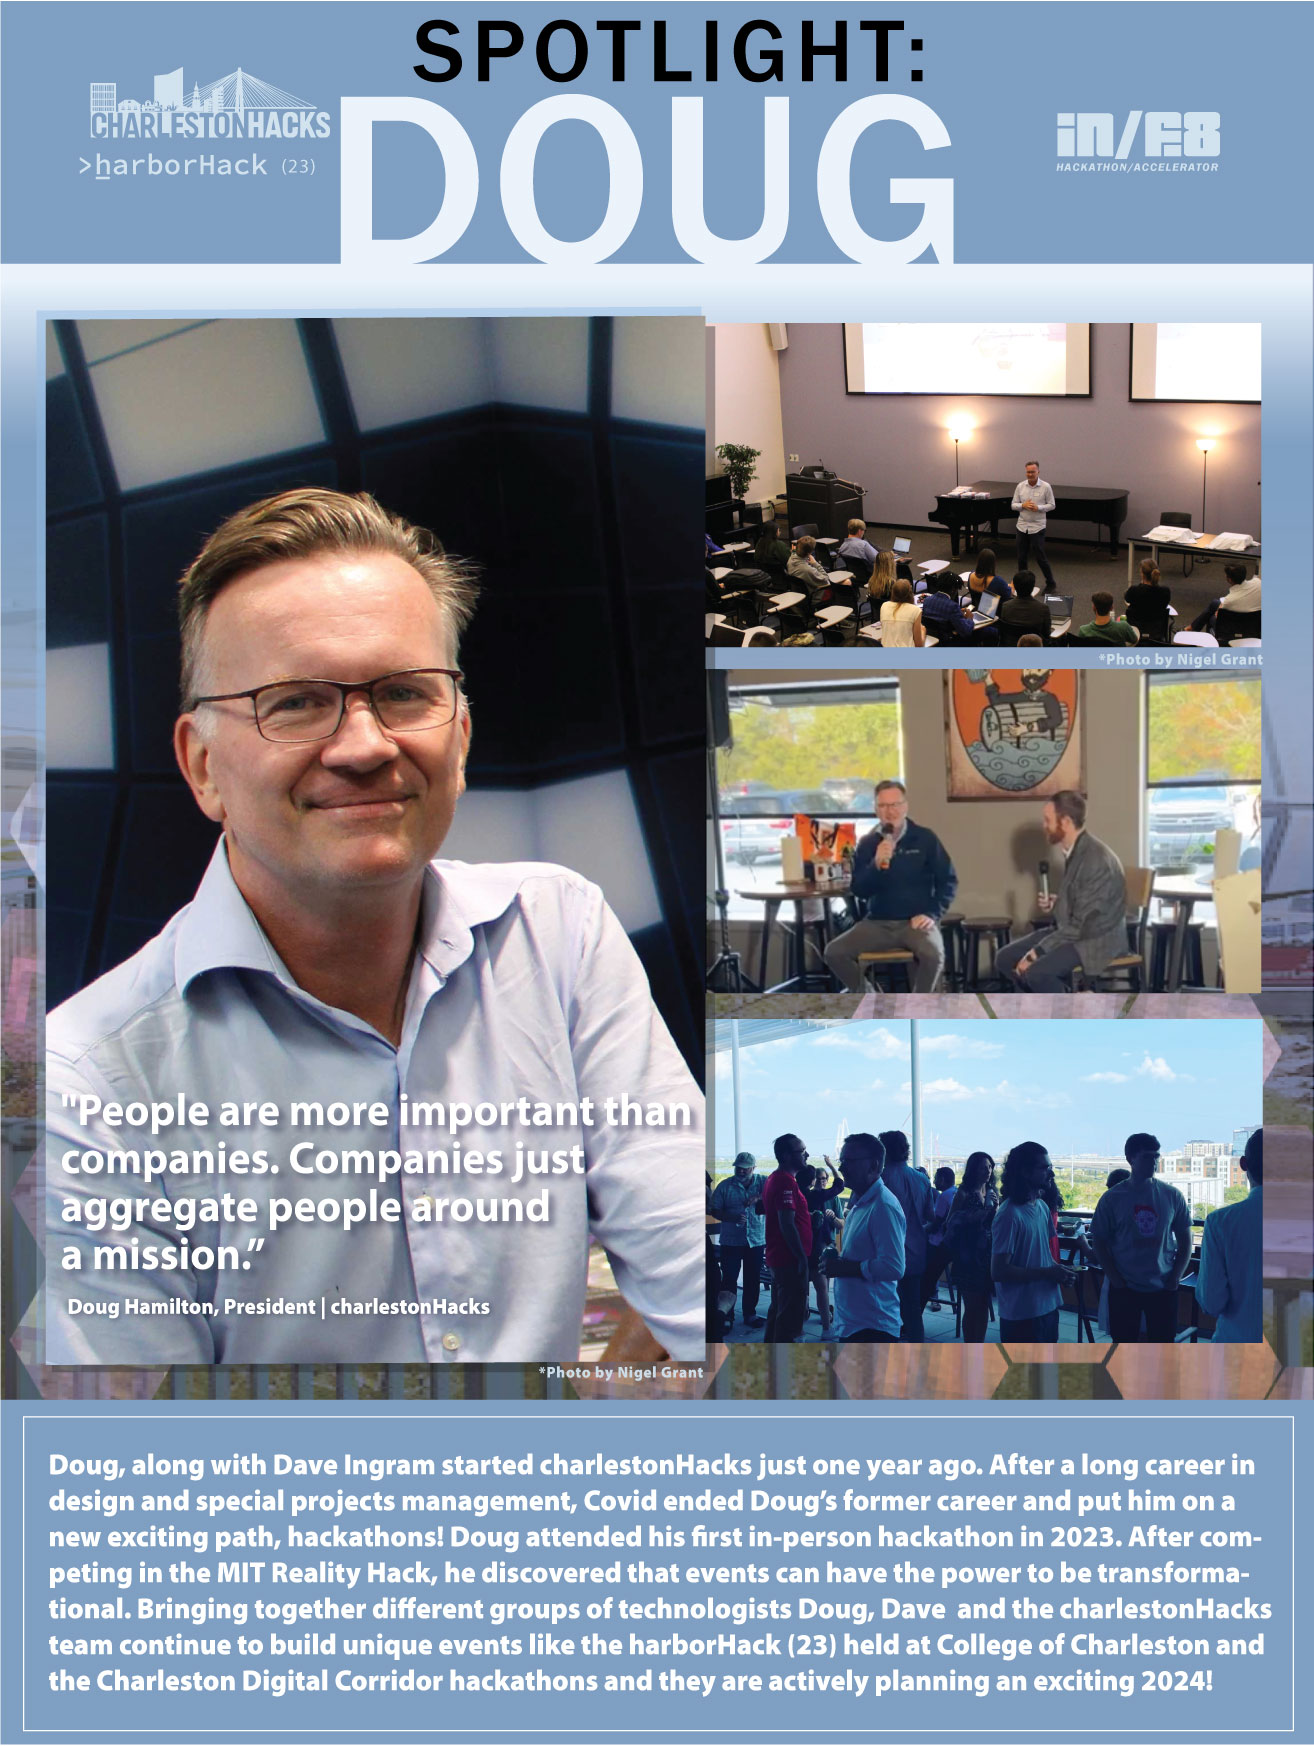 SPOTLIGHT:
DOUG
CHARLESTONHACKS
>harborHack (23)
in/F.8
HACKATHON/ACCELERATOR
*Photo by Nigel Grant
"People are more important than
companies. Companies just
aggregate people around
a mission.”
Doug Hamilton, President | charlestonHacks
*Photo by Nigel Grant
Doug, along with Dave Ingram started charlestonHacks just one year ago. After a long career in
design and special projects management, Covid ended Doug’s former career and put him on a
new exciting path, hackathons! Doug attended his first in-person hackathon in 2023. After com-
peting in the MIT Reality Hack, he discovered that events can have the power to be transforma-
tional. Bringing together different groups of technologists Doug, Dave  and the charlestonHacks
team continue to build unique events like the harborHack (23) held at College of Charleston and
the Charleston Digital Corridor hackathons and they are actively planning an exciting 2024!